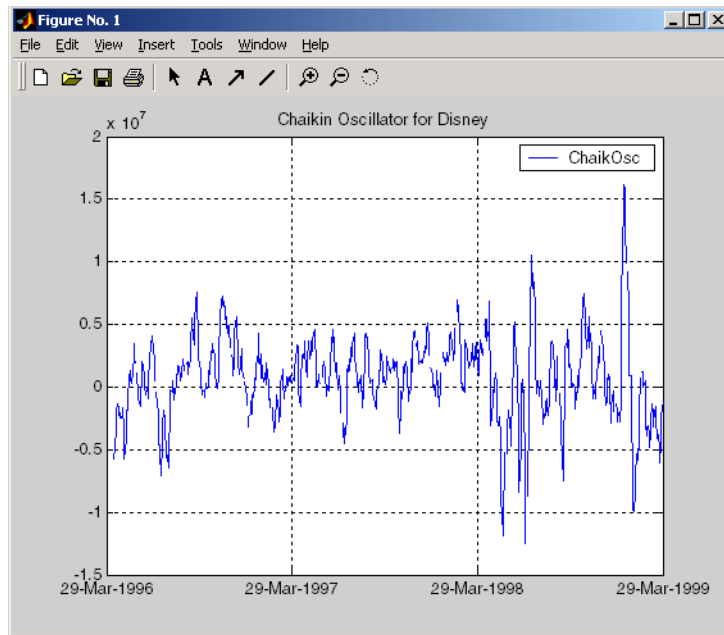 Figure No. 1
File Edit View Insert Tools Window Help
A
x 10^7
Chaikin Oscillator for Disney
ChaikOsc
2
1.5
1
0.5
0
-0.5
-1
-1.5
29-Mar-1996 29-Mar-1997 29-Mar-1998 29-Mar-1999